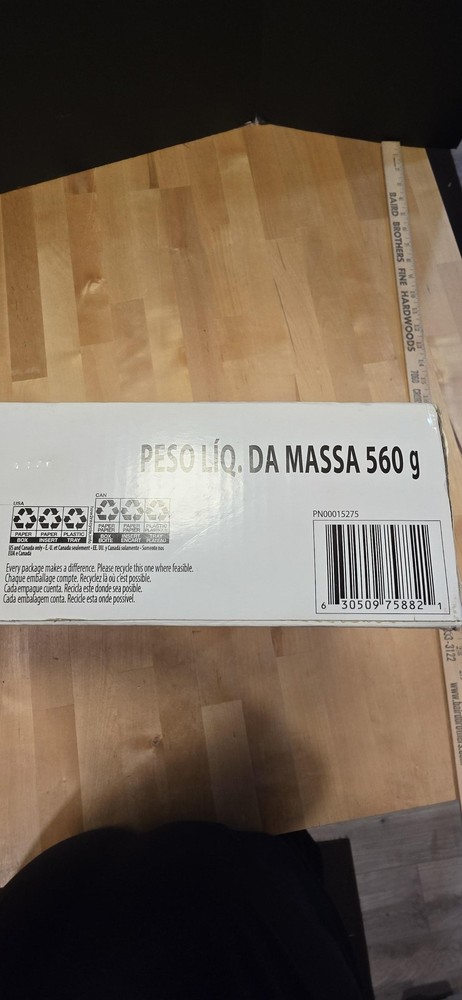 BAIRD BROTHERS FINE HARDWOODS
PESO LÍQ. DA MASSA 560 g
USA
CAN
PAPER
PAPER
PLASTIC
PAPER
PAPIER
PAPER
PAPIER
PLASTIC
PLASTIQUE
BOX
INSERT
TRAY
BOX
BOITE
INSERT
ENCART
TRAY
PLATEAU
PN00015275
6 30509 75882 1
Every package makes a difference. Please recycle this one where feasible.
Chaque emballage compte. Recyclez là où c'est possible.
Cada empaque cuenta. Recicla este donde sea posible.
Cada embalagem conta. Recicle esta onde possível.